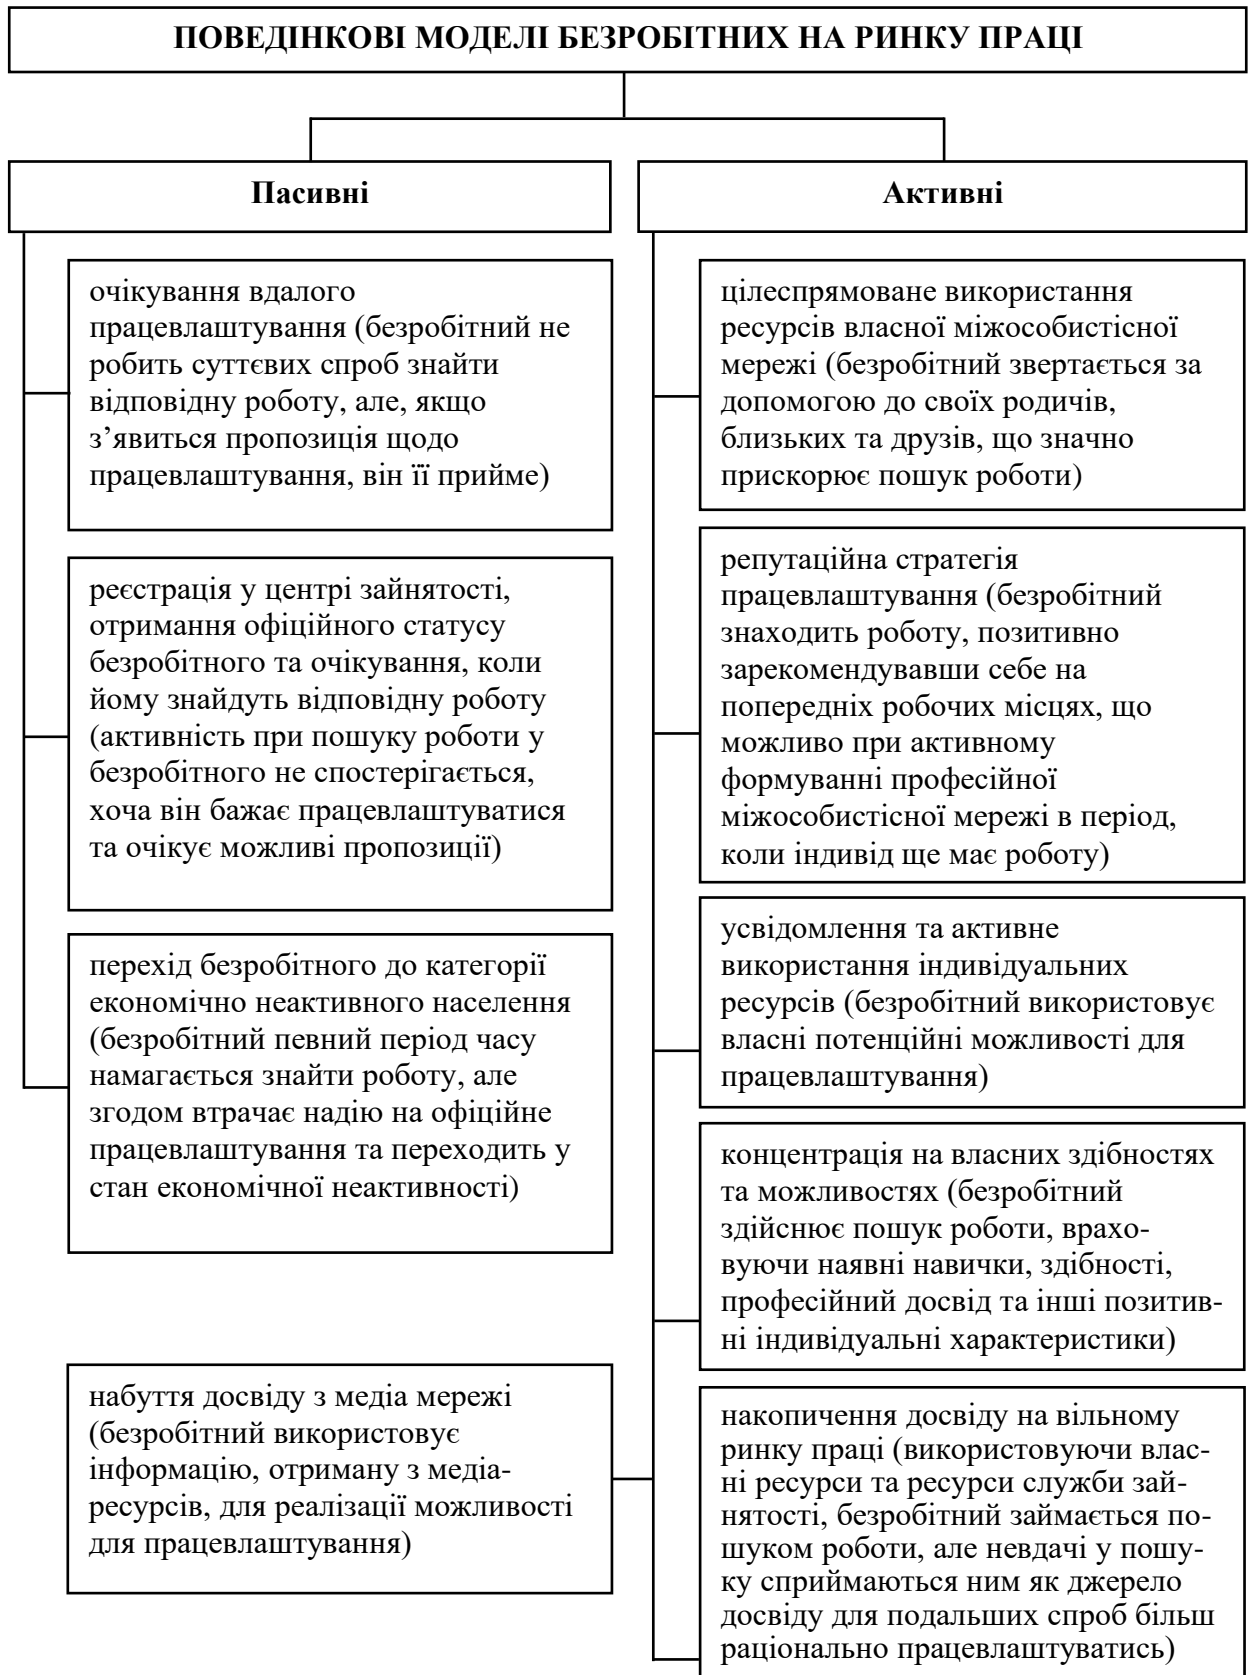 ПОВЕДІНКОВІ МОДЕЛІ БЕЗРОБІТНИХ НА РИНКУ ПРАЦІ
Пасивні
очікування вдалого
працевлаштування (безробітний не
робить суттєвих спроб знайти
відповідну роботу, але, якщо
з’явиться пропозиція щодо
працевлаштування, він її прийме)
реєстрація у центрі зайнятості,
отримання офіційного статусу
безробітного та очікування, коли
йому знайдуть відповідну роботу
(активність при пошуку роботи у
безробітного не спостерігається,
хоча він бажає працевлаштуватися
та очікує можливі пропозиції)
перехід безробітного до категорії
економічно неактивного населення
(безробітний певний період часу
намагається знайти роботу, але
згодом втрачає надію на офіційне
працевлаштування та переходить у
стан економічної неактивності)
Активні
цілеспрямоване використання
ресурсів власної міжособистісної
мережі (безробітний звертається за
допомогою до своїх родичів,
близьких та друзів, що значно
прискорює пошук роботи)
репутаційна стратегія
працевлаштування (безробітний
знаходить роботу, позитивно
зарекомендувавши себе на
попередніх робочих місцях, що
можливо при активному
формуванні професійної
міжособистісної мережі в період,
коли індивід ще має роботу)
усвідомлення та активне
використання індивідуальних
ресурсів (безробітний використовує
власні потенційні можливості для
працевлаштування)
концентрація на власних здібностях
та можливостях (безробітний
здійснює пошук роботи, врахо-
вуючи наявні навички, здібності,
професійний досвід та інші позитив-
ні індивідуальні характеристики)
набуття досвіду з медіа мережі
(безробітний використовує
інформацію, отриману з медіа-
ресурсів, для реалізації можливості
для працевлаштування)
накопичення досвіду на вільному
ринку праці (використовуючи влас-
ні ресурси та ресурси служби зай-
нятості, безробітний займається по-
шуком роботи, але невдачі у пошу-
ку сприймаються ним як джерело
досвіду для подальших спроб більш
раціонально працевлаштуватись)